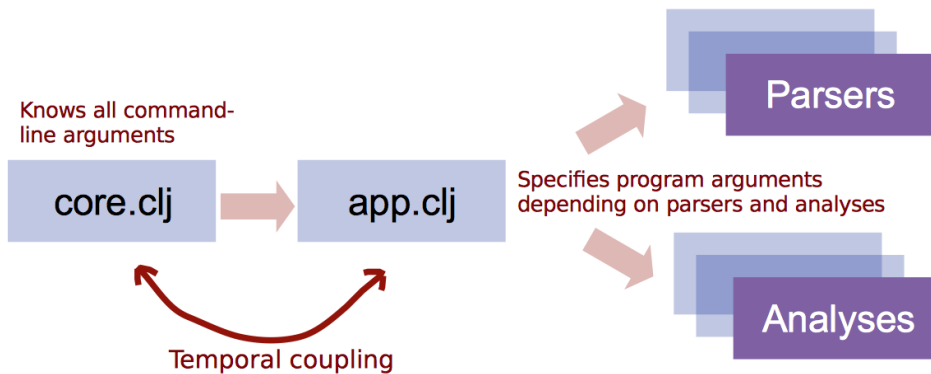 Knows all command-
line arguments
core.clj
app.clj
Parsers
Specifies program arguments
depending on parsers and analyses
Analyses
Temporal coupling